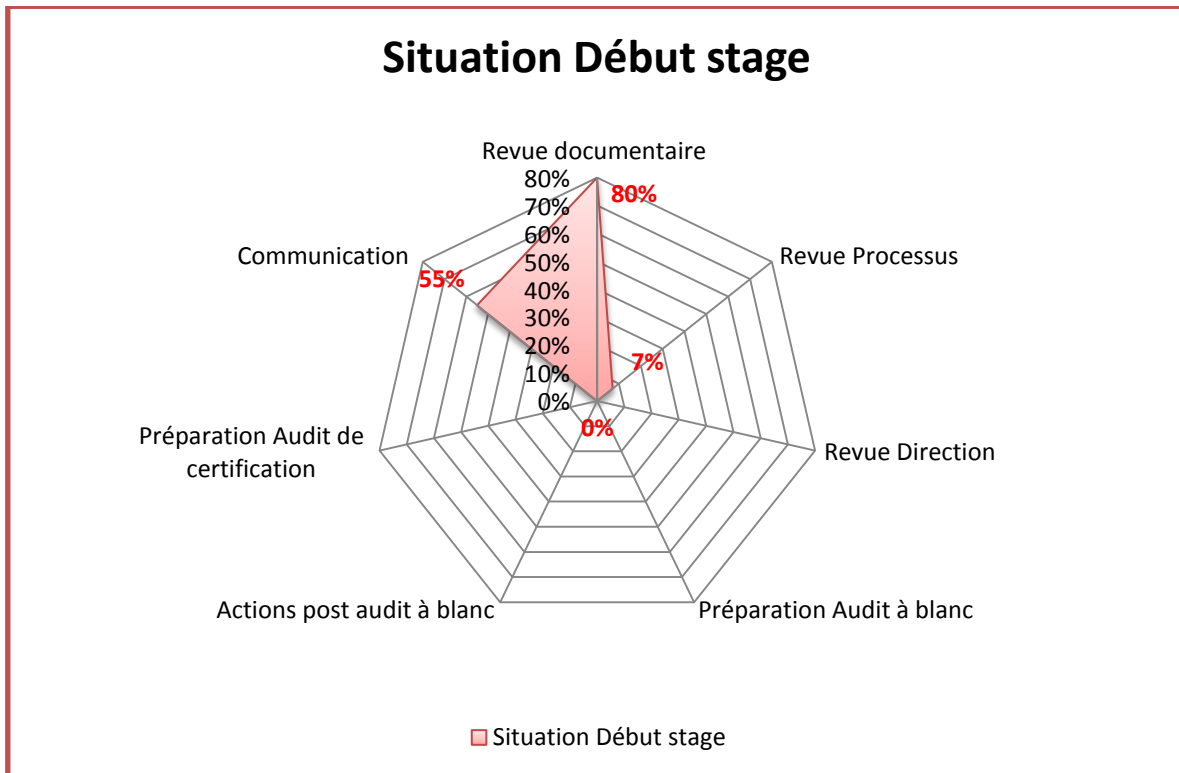 Situation Début stage
Revue documentaire
80%
80%
70%
60%
50%
40%
30%
20%
10%
0%
Communication
55%
Revue Processus
7%
0%
Préparation Audit de
certification
Revue Direction
Actions post audit à blanc
Préparation Audit à blanc
Situation Début stage